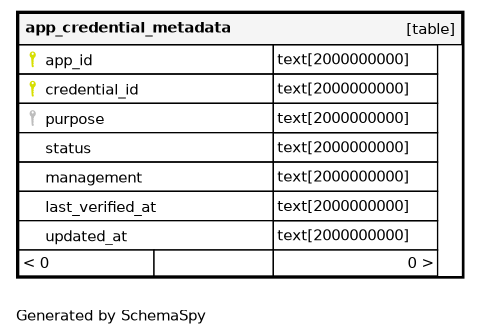 app_credential_metadata [table]
app_id text[2000000000]
credential_id text[2000000000]
purpose text[2000000000]
status text[2000000000]
management text[2000000000]
last_verified_at text[2000000000]
updated_at text[2000000000]
< 0 0 >
Generated by SchemaSpy